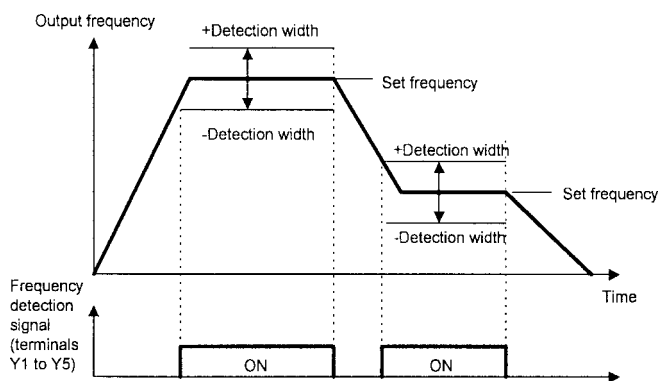 Output frequency
+Detection width
Set frequency
-Detection width
+Detection width
Set frequency
-Detection width
Time
Frequency
detection
signal
(terminals
Y1 to Y5)
ON
ON